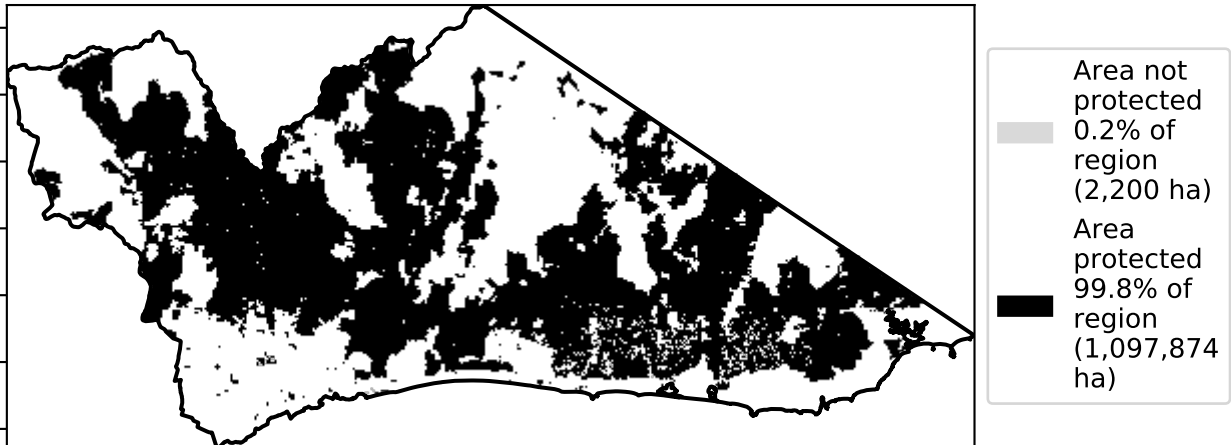 Area not
protected
0.2% of
region
(2,200 ha)
Area
protected
99.8% of
region
(1,097,874
ha)